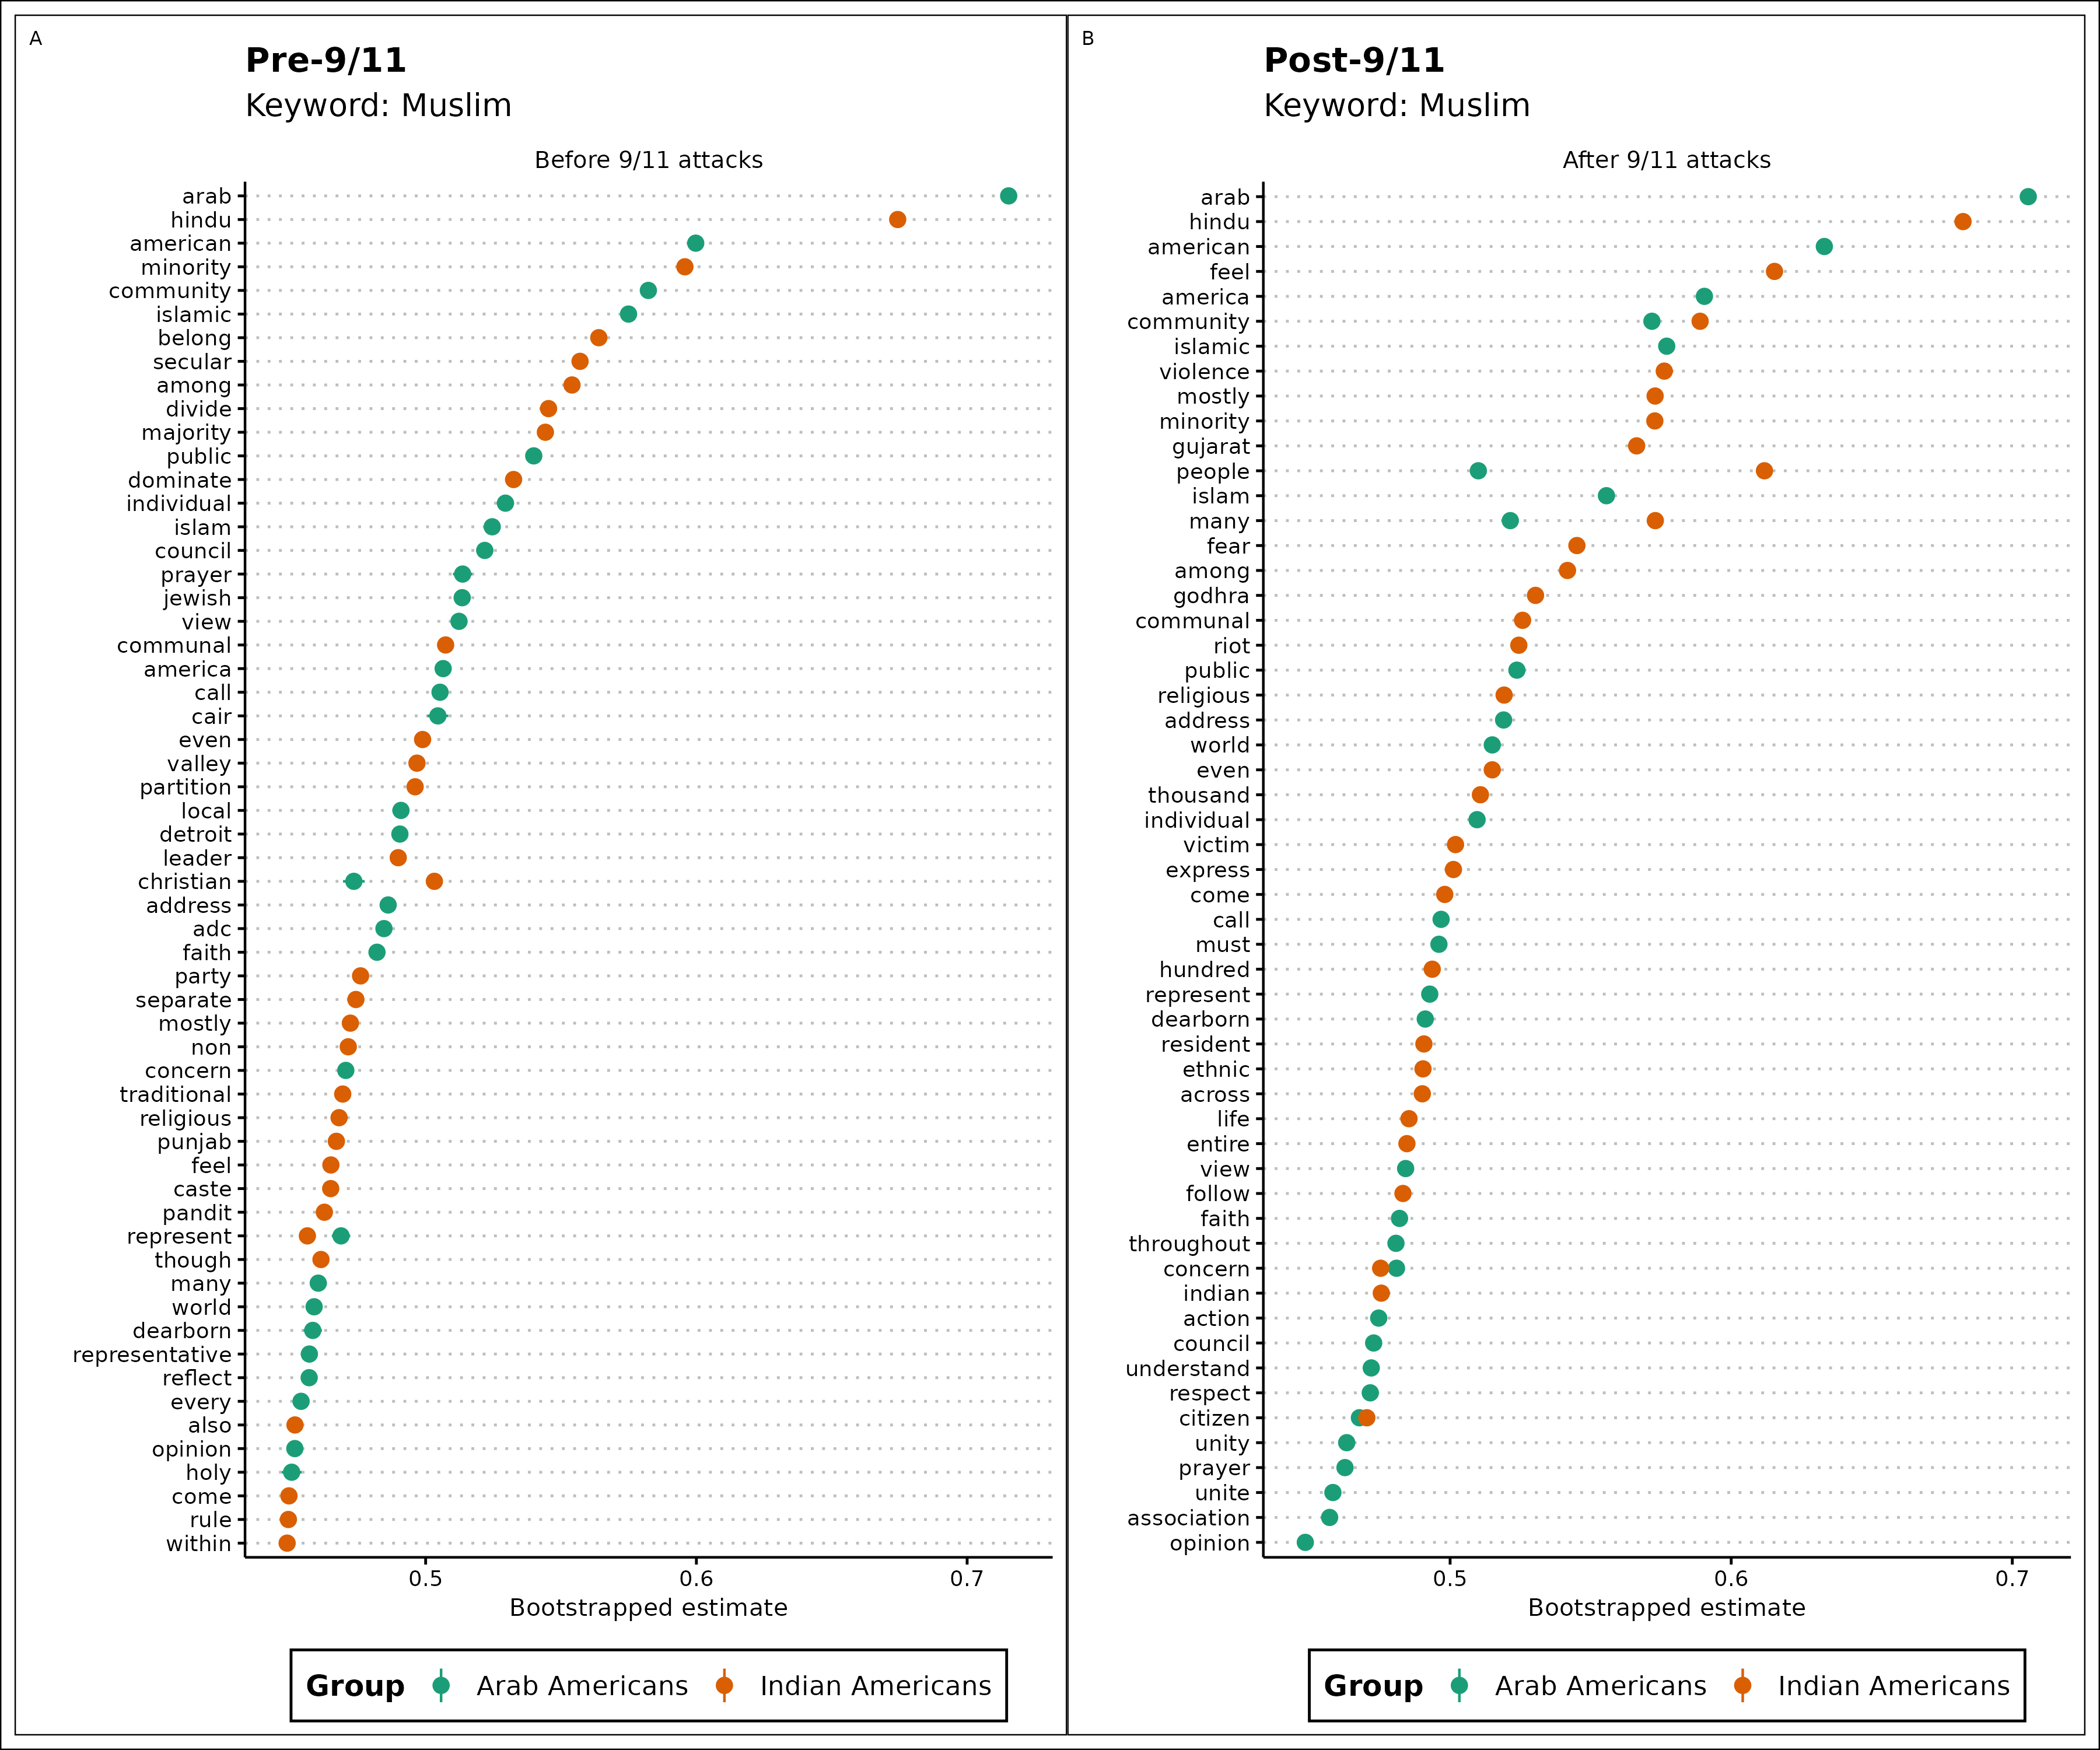 A
Pre-9/11
Keyword: Muslim
Before 9/11 attacks
arab
hindu
american
minority
community
islamic
belong
secular
among
divide
majority
public
dominate
individual
islam
council
prayer
jewish
view
communal
america
call
cair
even
valley
partition
local
detroit
leader
christian
address
adc
faith
party
separate
mostly
non
concern
traditional
religious
punjab
feel
caste
pandit
represent
though
many
world
dearborn
representative
reflect
every
also
opinion
holy
come
rule
within
0.5 0.6 0.7
Bootstrapped estimate
Group Arab Americans Indian Americans
B
Post-9/11
Keyword: Muslim
After 9/11 attacks
arab
hindu
american
feel
america
community
islamic
violence
mostly
minority
gujarat
people
islam
many
fear
among
godhra
communal
riot
public
religious
address
world
even
thousand
individual
victim
express
come
call
must
hundred
represent
dearborn
resident
ethnic
across
life
entire
view
follow
faith
throughout
concern
indian
action
council
understand
respect
citizen
unity
prayer
unite
association
opinion
0.5 0.6 0.7
Bootstrapped estimate
Group Arab Americans Indian Americans